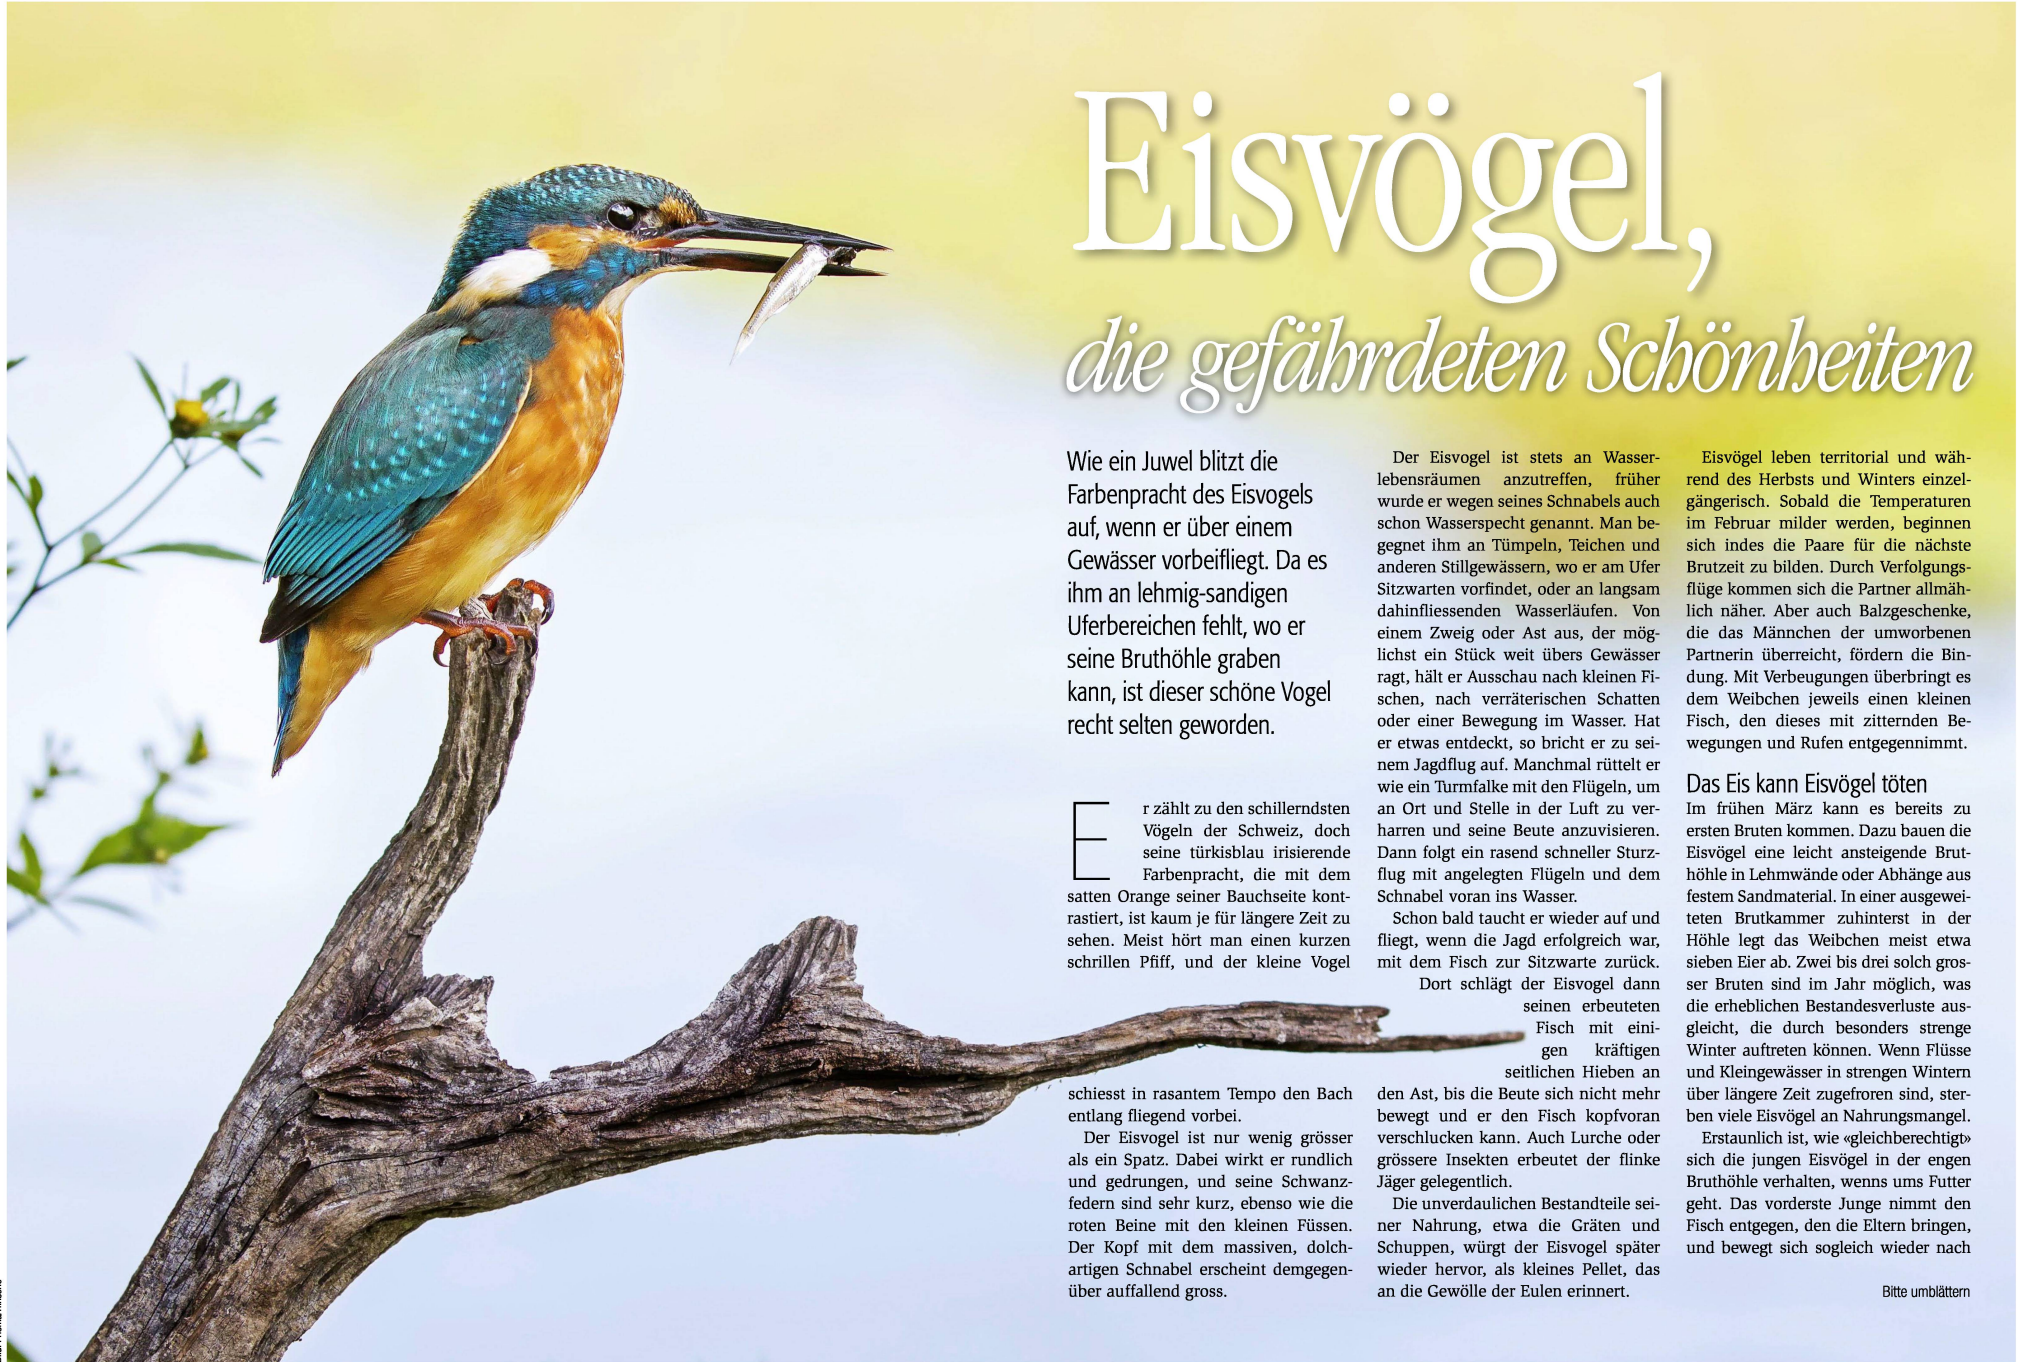 Eisvögel,
die gefährdeten Schönheiten
Wie ein Juwel blitzt die
Farbenpracht des Eisvogels
auf, wenn er über einem
Gewässer vorbeifliegt. Da es
ihm an lehmig-sandigen
Uferbereichen fehlt, wo er
seine Bruthöhle graben
kann, ist dieser schöne Vogel
recht selten geworden.
Er zählt zu den schillerndsten
Vögeln der Schweiz, doch
seine türkisblau irisierende
Farbenpracht, die mit dem
satten Orange seiner Bauchseite kont-
rastiert, ist kaum je für längere Zeit zu
sehen. Meist hört man einen kurzen
schrillen Pfiff, und der kleine Vogel
schiesst in rasantem Tempo den Bach
entlang fliegend vorbei.
Der Eisvogel ist nur wenig grösser
als ein Spatz. Dabei wirkt er rundlich
und gedrungen, und seine Schwanz-
federn sind sehr kurz, ebenso wie die
roten Beine mit den kleinen Füssen.
Der Kopf mit dem massiven, dolch-
artigen Schnabel erscheint demgegen-
über auffallend gross.
Der Eisvogel ist stets an Wasser-
lebensräumen anzutreffen, früher
wurde er wegen seines Schnabels auch
schon Wasserspecht genannt. Man be-
gegnet ihm an Tümpeln, Teichen und
anderen Stillgewässern, wo er am Ufer
Sitzwarten vorfindet, oder an langsam
dahinfliessenden Wasserläufen. Von
einem Zweig oder Ast aus, der mög-
lichst ein Stück weit übers Gewässer
ragt, hält er Ausschau nach kleinen Fi-
schen, nach verräterischen Schatten
oder einer Bewegung im Wasser. Hat
er etwas entdeckt, so bricht er zu sei-
nem Jagdflug auf. Manchmal rüttelt er
wie ein Turmfalke mit den Flügeln, um
an Ort und Stelle in der Luft zu ver-
harren und seine Beute anzuvisieren.
Dann folgt ein rasend schneller Sturz-
flug mit angelegten Flügeln und dem
Schnabel voran ins Wasser.
Schon bald taucht er wieder auf und
fliegt, wenn die Jagd erfolgreich war,
mit dem Fisch zur Sitzwarte zurück.
Dort schlägt der Eisvogel dann
seinen erbeuteten
Fisch mit eini-
gen kräftigen
seitlichen Hieben an
den Ast, bis die Beute sich nicht mehr
bewegt und er den Fisch kopfvoran
verschlucken kann. Auch Lurche oder
grössere Insekten erbeutet der flinke
Jäger gelegentlich.
Die unverdaulichen Bestandteile sei-
ner Nahrung, etwa die Gräten und
Schuppen, würgt der Eisvogel später
wieder hervor, als kleines Pellet, das
an die Gewölle der Eulen erinnert.
Eisvögel leben territorial und wäh-
rend des Herbsts und Winters einzel-
gängerisch. Sobald die Temperaturen
im Februar milder werden, beginnen
sich indes die Paare für die nächste
Brutzeit zu bilden. Durch Verfolgungs-
flüge kommen sich die Partner allmäh-
lich näher. Aber auch Balzgeschenke,
die das Männchen der umworbenen
Partnerin überreicht, fördern die Bin-
dung. Mit Verbeugungen überbringt es
dem Weibchen jeweils einen kleinen
Fisch, den dieses mit zitternden Be-
wegungen und Rufen entgegennimmt.
Das Eis kann Eisvögel töten
Im frühen März kann es bereits zu
ersten Bruten kommen. Dazu bauen die
Eisvögel eine leicht ansteigende Brut-
höhle in Lehmwände oder Abhänge aus
festem Sandmaterial. In einer ausgewei-
teten Brutkammer zuhinterst in der
Höhle legt das Weibchen meist etwa
sieben Eier ab. Zwei bis drei solch gros-
ser Bruten sind im Jahr möglich, was
die erheblichen Bestandesverluste aus-
gleicht, die durch besonders strenge
Winter auftreten können. Wenn Flüsse
und Kleingewässer in strengen Wintern
über längere Zeit zugefroren sind, ster-
ben viele Eisvögel an Nahrungsmangel.
Erstaunlich ist, wie «gleichberechtigt»
sich die jungen Eisvögel in der engen
Bruthöhle verhalten, wenns ums Futter
geht. Das vorderste Junge nimmt den
Fisch entgegen, den die Eltern bringen,
und bewegt sich sogleich wieder nach
Bitte umblättern